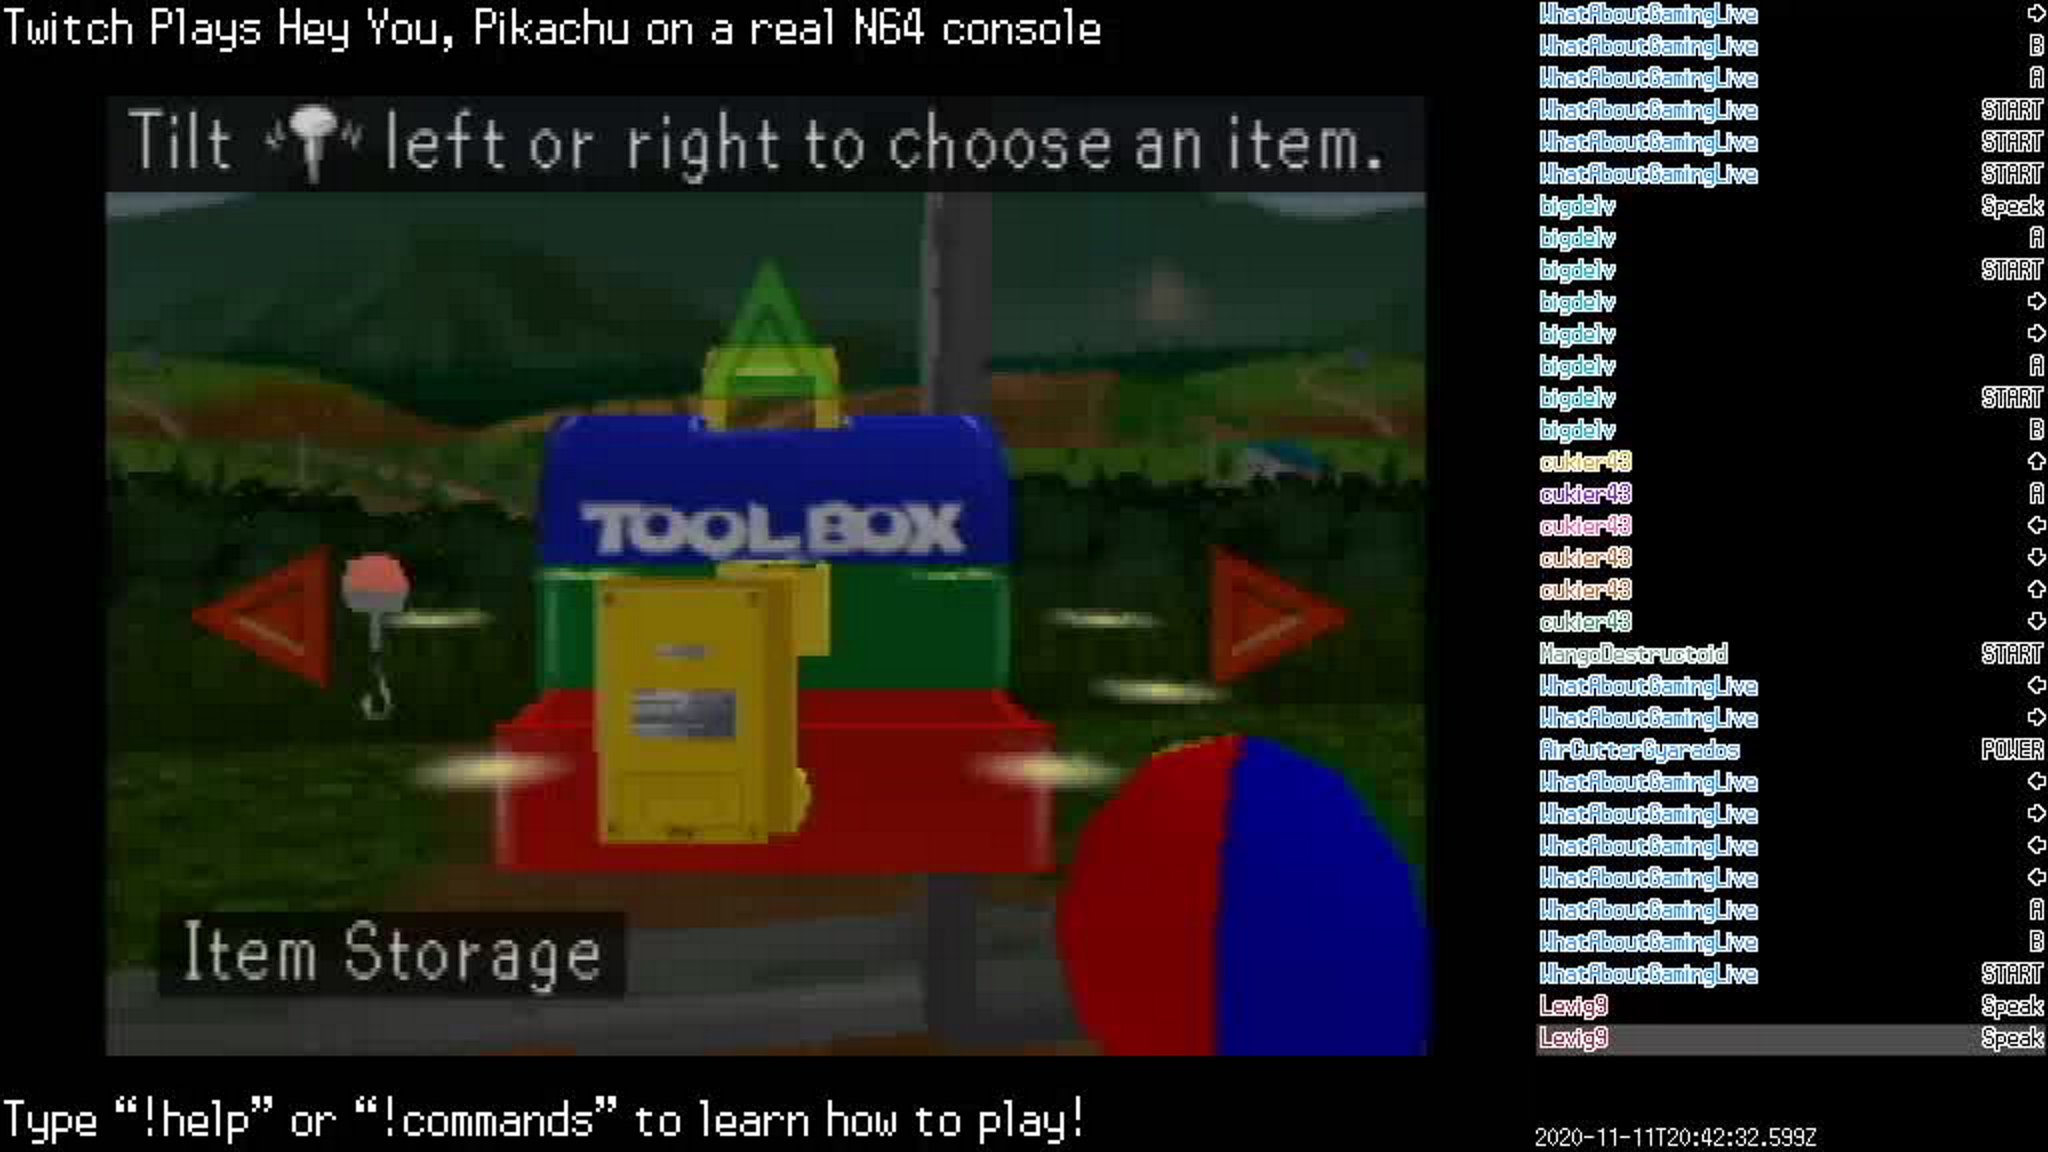 Twitch Plays Hey You, Pikachu on a real N64 console
Tilt left or right to choose an item.
TOOLBOX
Item Storage
Type “!help” or “!commands” to learn how to play!
WhatAboutGamingLive →
WhatAboutGamingLive B
WhatAboutGamingLive A
WhatAboutGamingLive START
WhatAboutGamingLive START
WhatAboutGamingLive START
bigdelv Speak
bigdelv A
bigdelv START
bigdelv →
bigdelv →
bigdelv A
bigdelv START
bigdelv B
cukier43 ↑
cukier43 A
cukier43 ←
cukier43 ↓
cukier43 ↑
cukier43 ↓
MangoDestructoid START
WhatAboutGamingLive ←
WhatAboutGamingLive →
AirCutterGyarados POWER
WhatAboutGamingLive ←
WhatAboutGamingLive →
WhatAboutGamingLive ←
WhatAboutGamingLive ←
WhatAboutGamingLive A
WhatAboutGamingLive B
WhatAboutGamingLive START
Levig9 Speak
Levig9 Speak
2020-11-11T20:42:32.599Z